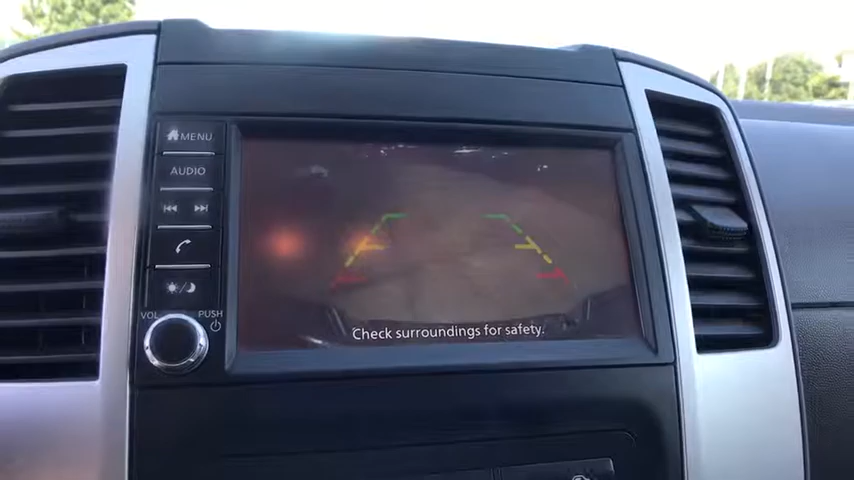 MENU
AUDIO
VOL
PUSH
Check surroundings for safety.